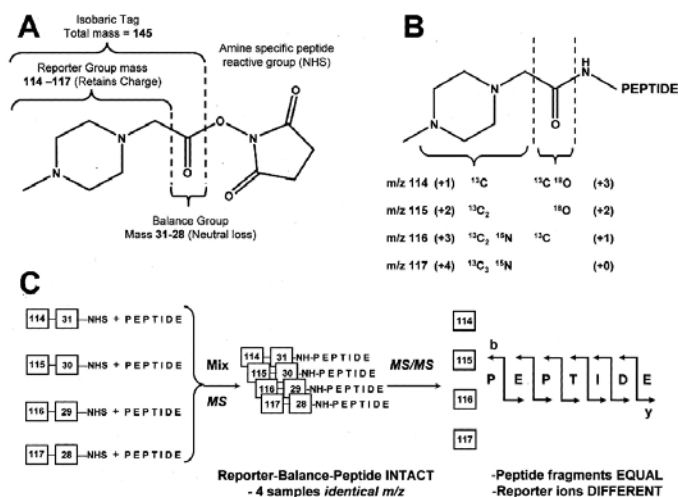 A
Isobaric Tag
Total mass = 145
Reporter Group mass
114 –117 (Retains Charge)
Amine specific peptide
reactive group (NHS)
N
N
O
O
N
O
O
Balance Group
Mass 31-28 (Neutral loss)
B
N
N
H
N
PEPTIDE
O
m/z 114 (+1) ¹³C ¹³C ¹⁸O (+3)
m/z 115 (+2) ¹³C₂ ¹⁸O (+2)
m/z 116 (+3) ¹³C₂ ¹⁵N ¹³C (+1)
m/z 117 (+4) ¹³C₃ ¹⁵N (+0)
C
114 31 -NHS + PEPTIDE
115 30 -NHS + PEPTIDE
116 29 -NHS + PEPTIDE
117 28 -NHS + PEPTIDE
Mix
MS
114 31 -NH-PEPTIDE
115 30 -NH-PEPTIDE
116 29 -NH-PEPTIDE
117 28 -NH-PEPTIDE
MS/MS
114
115
116
117
b
P E P T I D E
y
Reporter-Balance-Peptide INTACT
- 4 samples identical m/z
-Peptide fragments EQUAL
-Reporter ions DIFFERENT